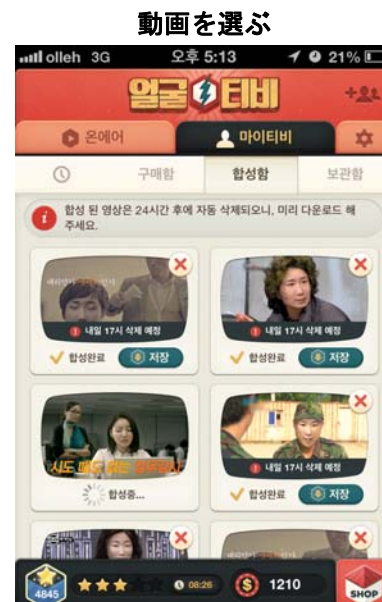 動画を選ぶ
olleh 3G 오후 5:13 21%
얼굴티비
온에어 마이티비
구매함 합성함 보관함
합성 된 영상은 24시간 후에 자동 삭제되오니, 미리 다운로드 해
주세요.
내일 17시 삭제 예정
합성완료 저장
내일 17시 삭제 예정
합성완료 저장
시도 때도 없는
합성중...
내일 17시 삭제 예정
합성완료 저장
4845 08:26 1210 SHOP